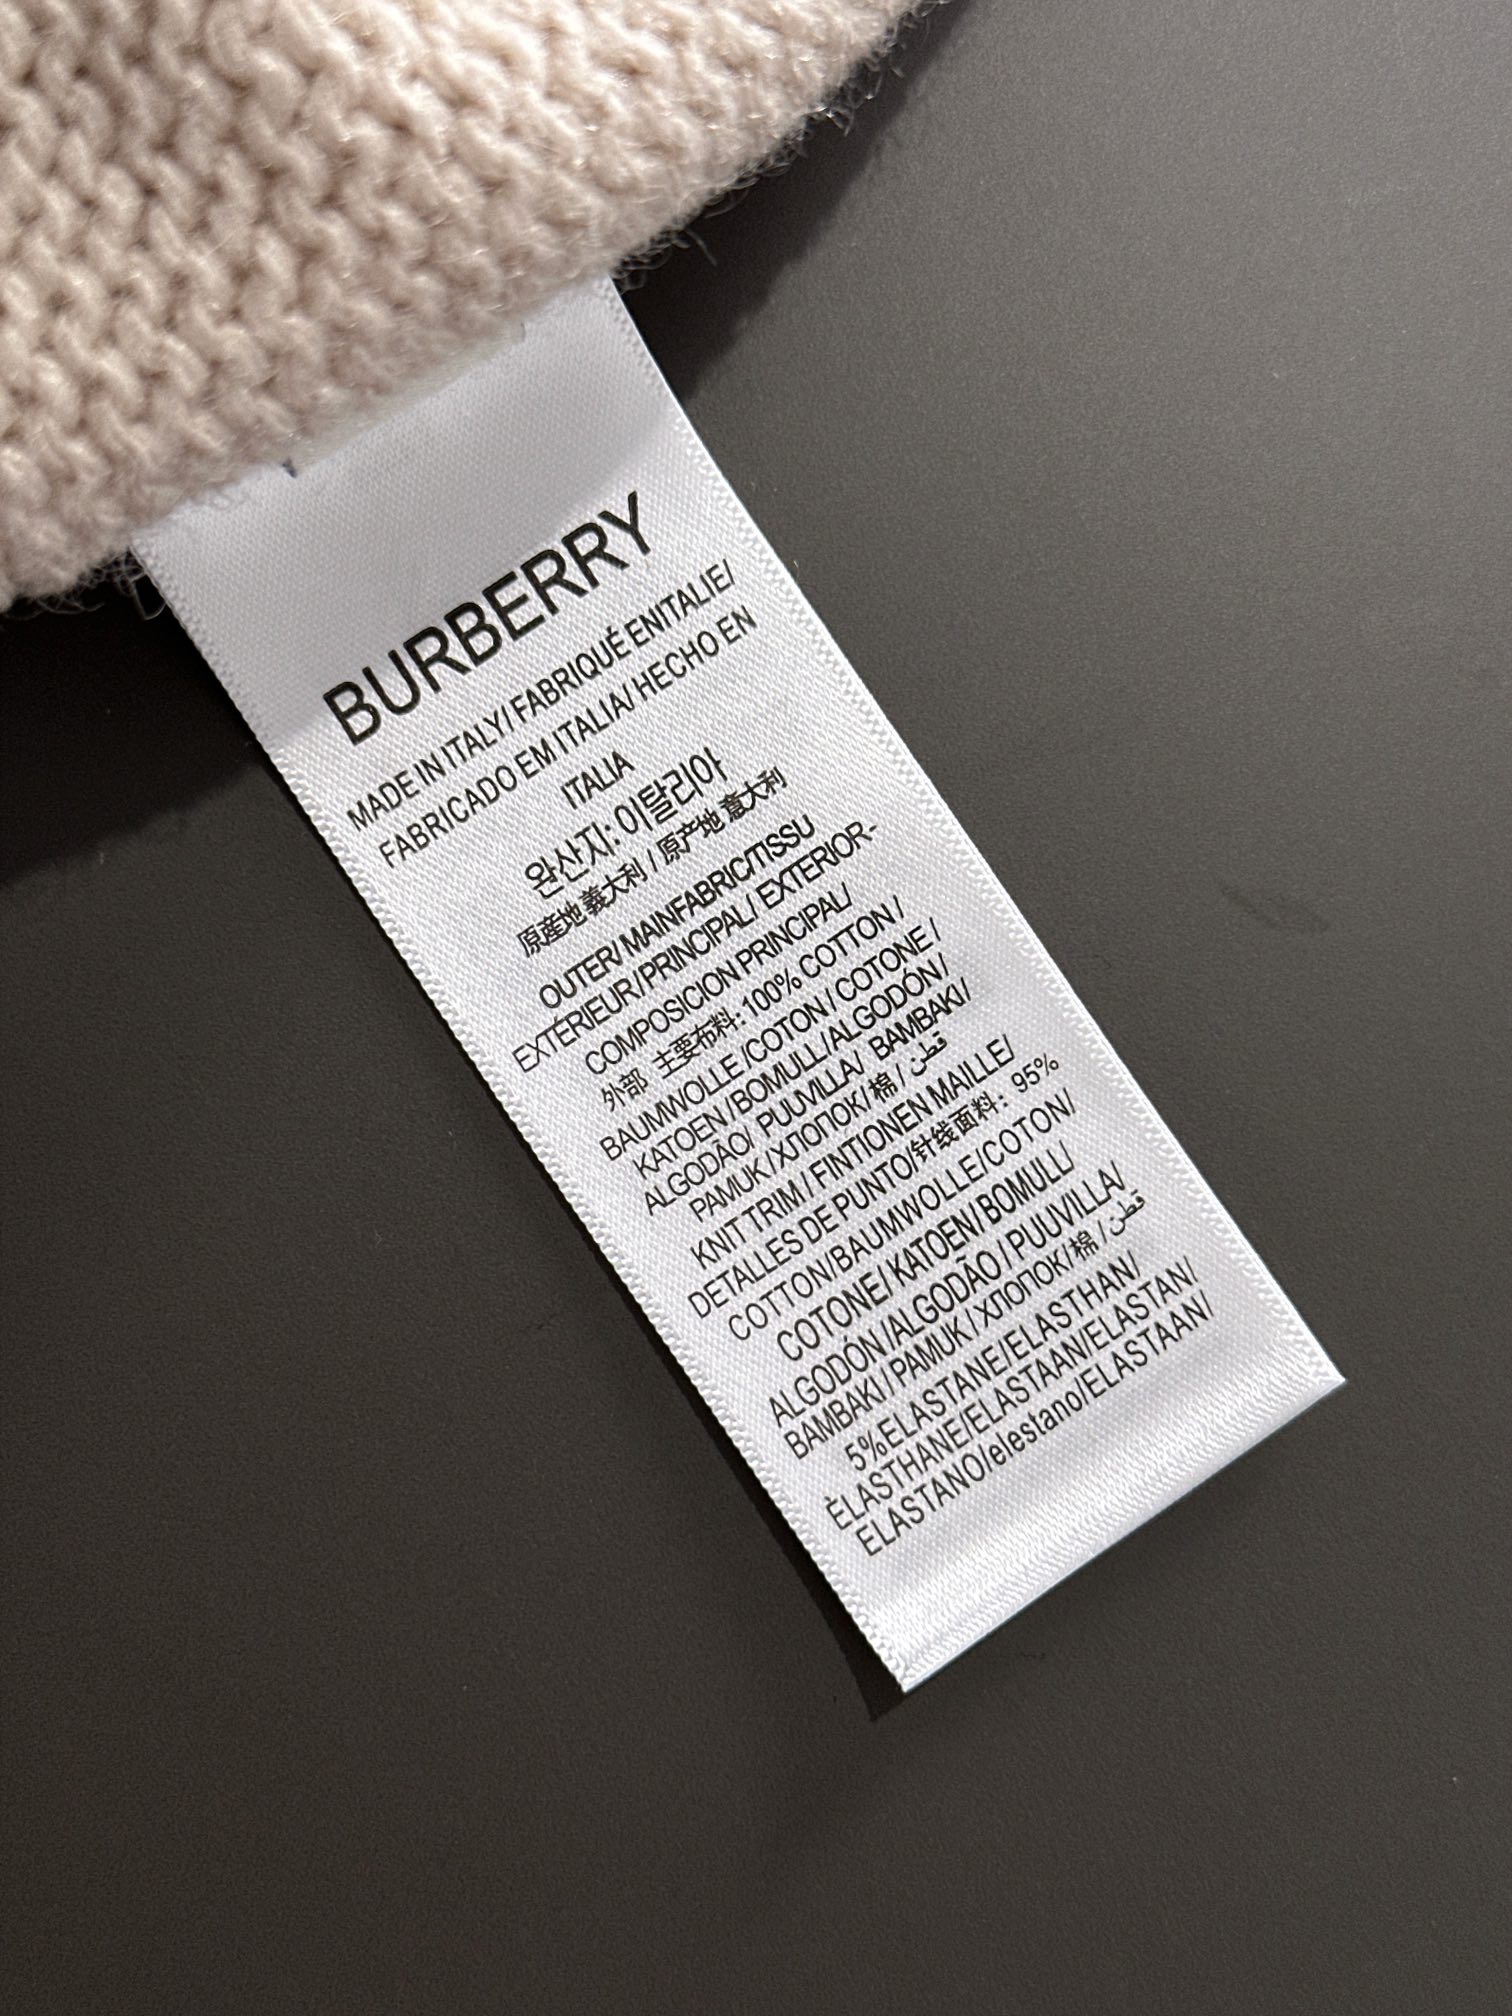 BURBERRY
MADE IN ITALY/ FABRIQUÉ ENITALIE/
FABRICADO EM ITALIA/ HECHO EN
ITALIA
완산지: 이탈리아
原產地 義大利 / 原产地 意大利
OUTER/ MAINFABRIC/TISSU
EXTÉRIEUR/PRINCIPAL/ EXTERIOR-
COMPOSICION PRINCIPAL/
外部 主要布料: 100% COTTON /
BAUMWOLLE /COTON / COTONE /
KATOEN /BOMULL/ALGODÓN/
ALGODÃO/ PUUVILLA/ BAMBAKI/
PAMUK / ХЛОПОК/ 棉 / قطن
KNIT TRIM / FINTIONEN MAILLE/
DETALLES DE PUNTO/针线面料: 95%
COTTON/BAUMWOLLE/COTON/
COTONE/ KATOEN/ BOMULL/
ALGODÓN /ALGODÃO / PUUVILLA/
BAMBAKI / PAMUK / ХЛОПОК/ 棉 / قطن
5%ELASTANE/ELASTHAN/
ÈLASTHANE/ELASTAAN/ELASTAN/
ELASTANO/elestano/ELASTAAN/